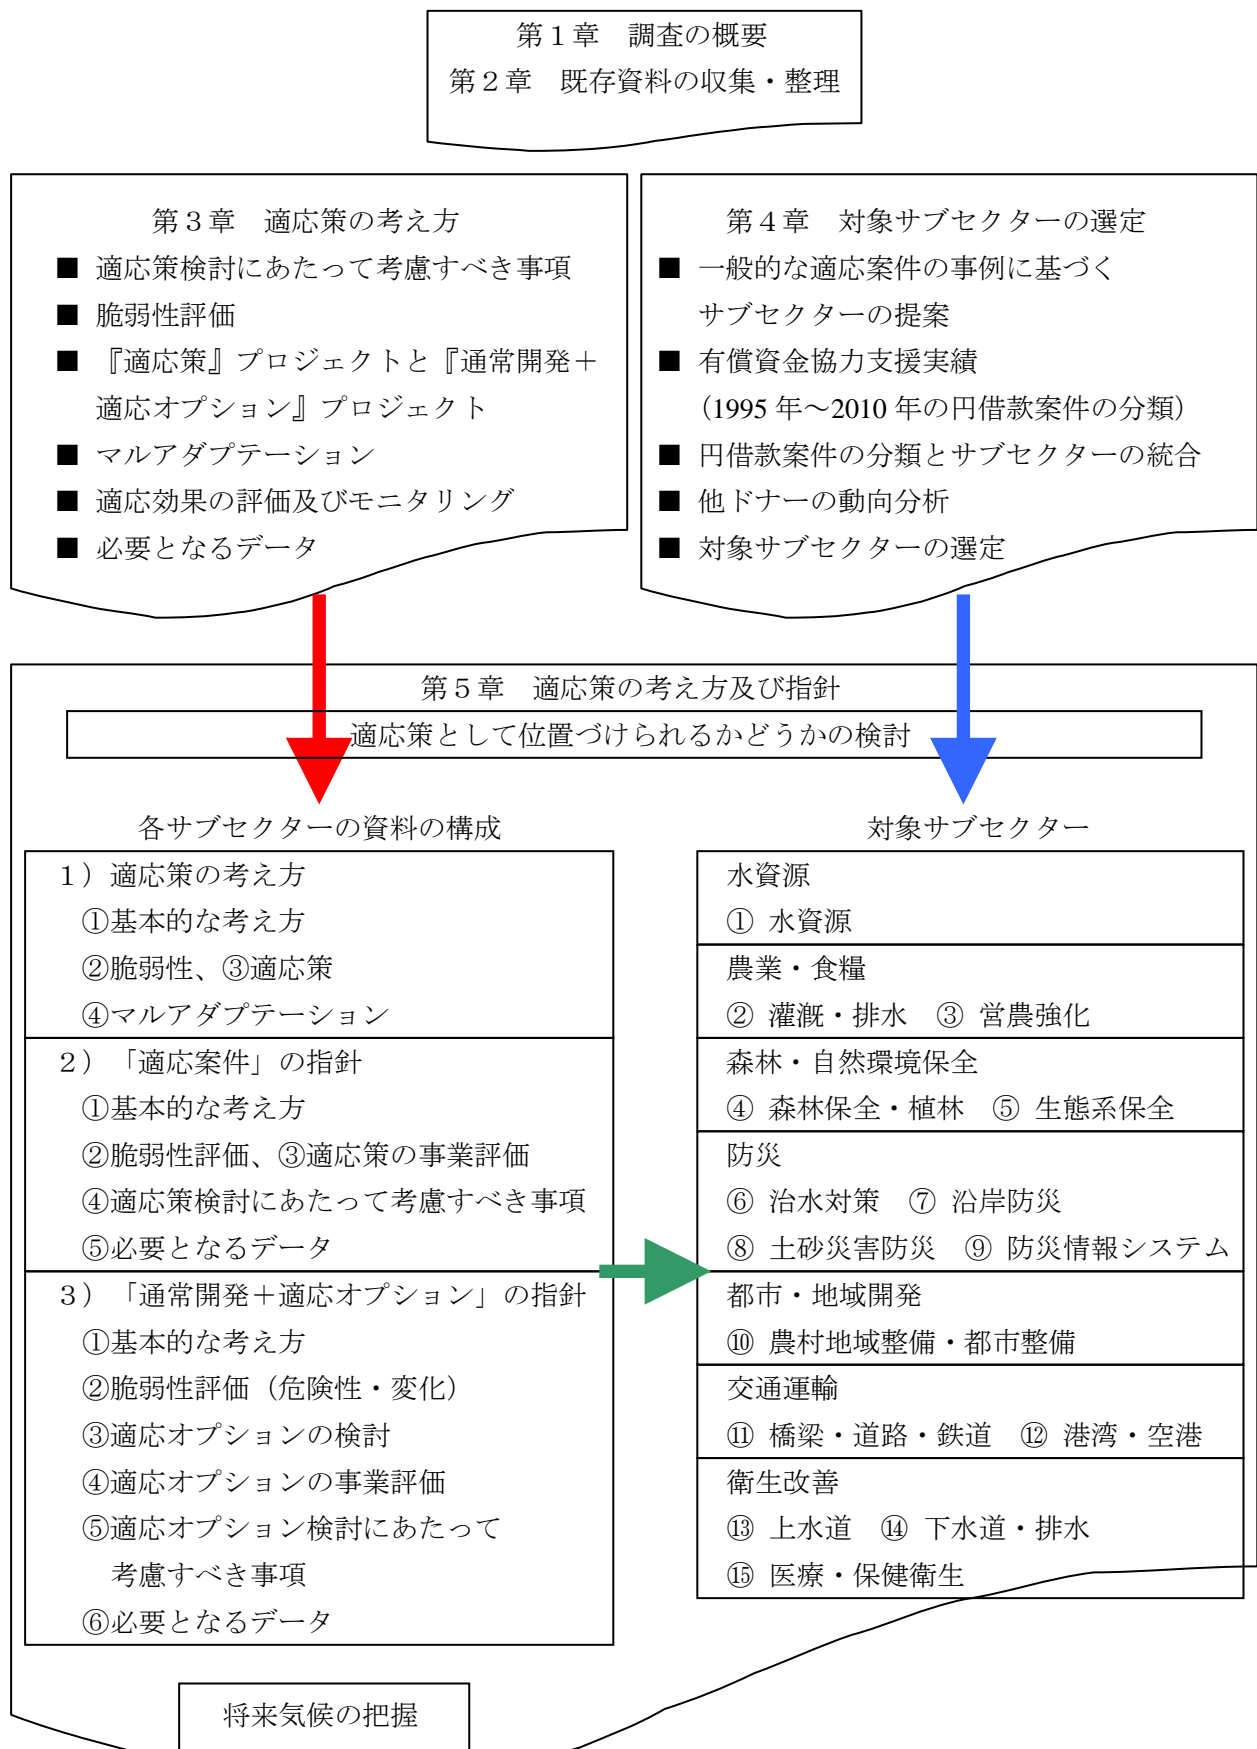 第１章　調査の概要
第２章　既存資料の収集・整理
第３章　適応策の考え方
■ 適応策検討にあたって考慮すべき事項
■ 脆弱性評価
■ 『適応策』プロジェクトと『通常開発＋
適応オプション』プロジェクト
■ マルアダプテーション
■ 適応効果の評価及びモニタリング
■ 必要となるデータ
第４章　対象サブセクターの選定
■ 一般的な適応案件の事例に基づく
サブセクターの提案
■ 有償資金協力支援実績
（1995 年～2010 年の円借款案件の分類）
■ 円借款案件の分類とサブセクターの統合
■ 他ドナーの動向分析
■ 対象サブセクターの選定
第５章　適応策の考え方及び指針
適応策として位置づけられるかどうかの検討
各サブセクターの資料の構成
１）適応策の考え方
①基本的な考え方
②脆弱性、③適応策
④マルアダプテーション
２）「適応案件」の指針
①基本的な考え方
②脆弱性評価、③適応策の事業評価
④適応策検討にあたって考慮すべき事項
⑤必要となるデータ
３）「通常開発＋適応オプション」の指針
①基本的な考え方
②脆弱性評価（危険性・変化）
③適応オプションの検討
④適応オプションの事業評価
⑤適応オプション検討にあたって
考慮すべき事項
⑥必要となるデータ
対象サブセクター
水資源
① 水資源
農業・食糧
② 灌漑・排水　③ 営農強化
森林・自然環境保全
④ 森林保全・植林　⑤ 生態系保全
防災
⑥ 治水対策　⑦ 沿岸防災
⑧ 土砂災害防災　⑨ 防災情報システム
都市・地域開発
⑩ 農村地域整備・都市整備
交通運輸
⑪ 橋梁・道路・鉄道　⑫ 港湾・空港
衛生改善
⑬ 上水道　⑭ 下水道・排水
⑮ 医療・保健衛生
将来気候の把握